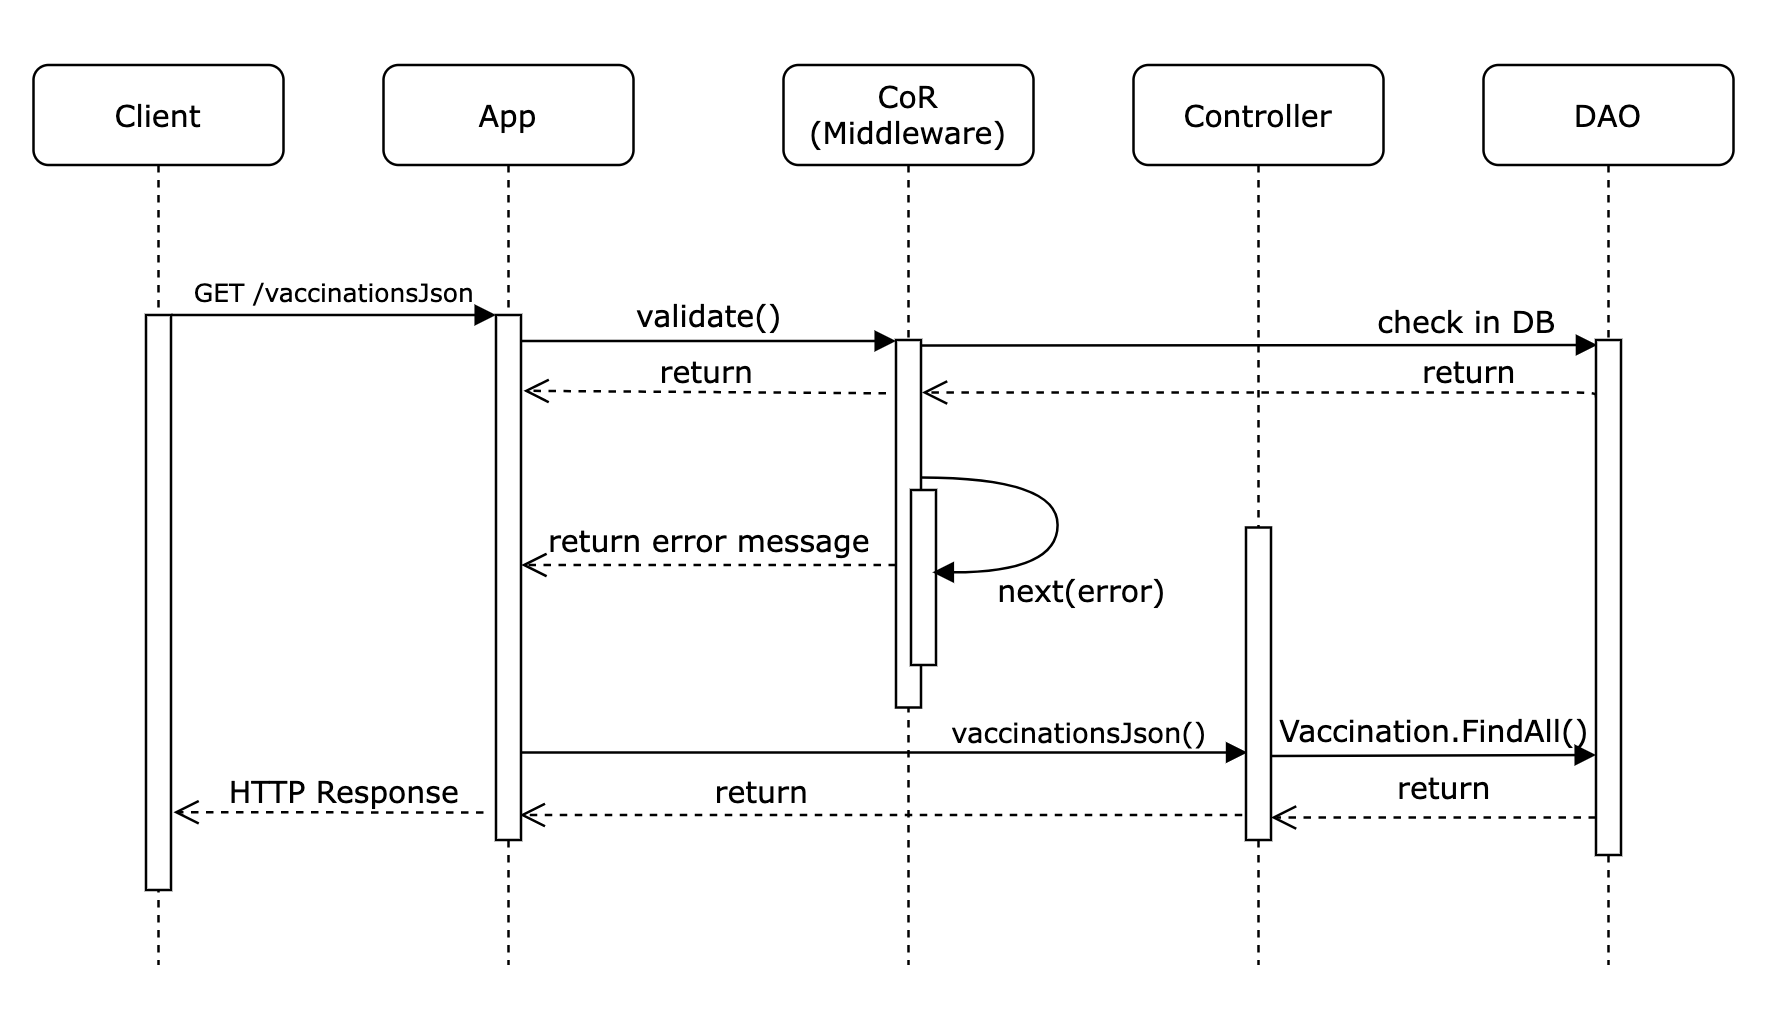 Client
App
CoR
(Middleware)
Controller
DAO
GET /vaccinationsJson
validate()
check in DB
return
return
return error message
next(error)
vaccinationsJson()
Vaccination.FindAll()
HTTP Response
return
return